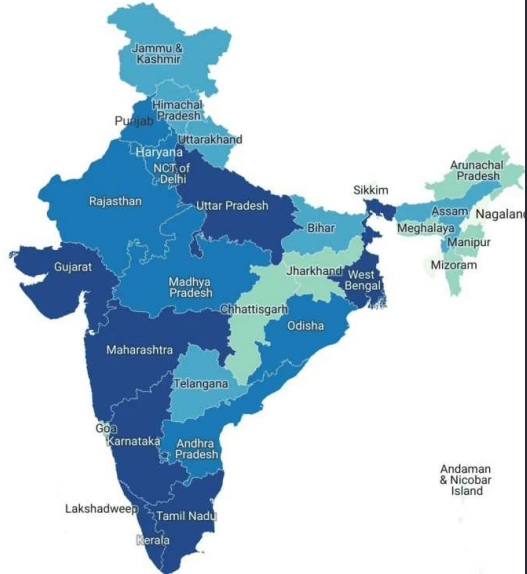 Jammu &
Kashmir
Himachal
Pradesh
Punjab
Uttarakhand
Haryana
NCT of
Delhi
Arunachal
Pradesh
Sikkim
Rajasthan
Uttar Pradesh
Assam
Nagaland
Bihar
Meghalaya
Manipur
Gujarat
Jharkhand
Mizoram
West
Bengal
Madhya
Pradesh
Chhattisgarh
Odisha
Maharashtra
Telangana
Goa
Karnataka
Andhra
Pradesh
Andaman
& Nicobar
Island
Lakshadweep
Tamil Nadu
Kerala